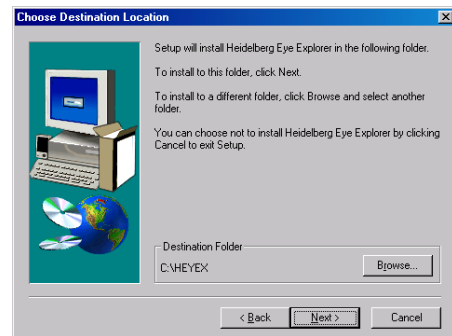 Choose Destination Location
Setup will install Heidelberg Eye Explorer in the following folder.
To install to this folder, click Next.
To install to a different folder, click Browse and select another
folder.
You can choose not to install Heidelberg Eye Explorer by clicking
Cancel to exit Setup.
Destination Folder
C:\HEYEX
Browse...
< Back
Next >
Cancel